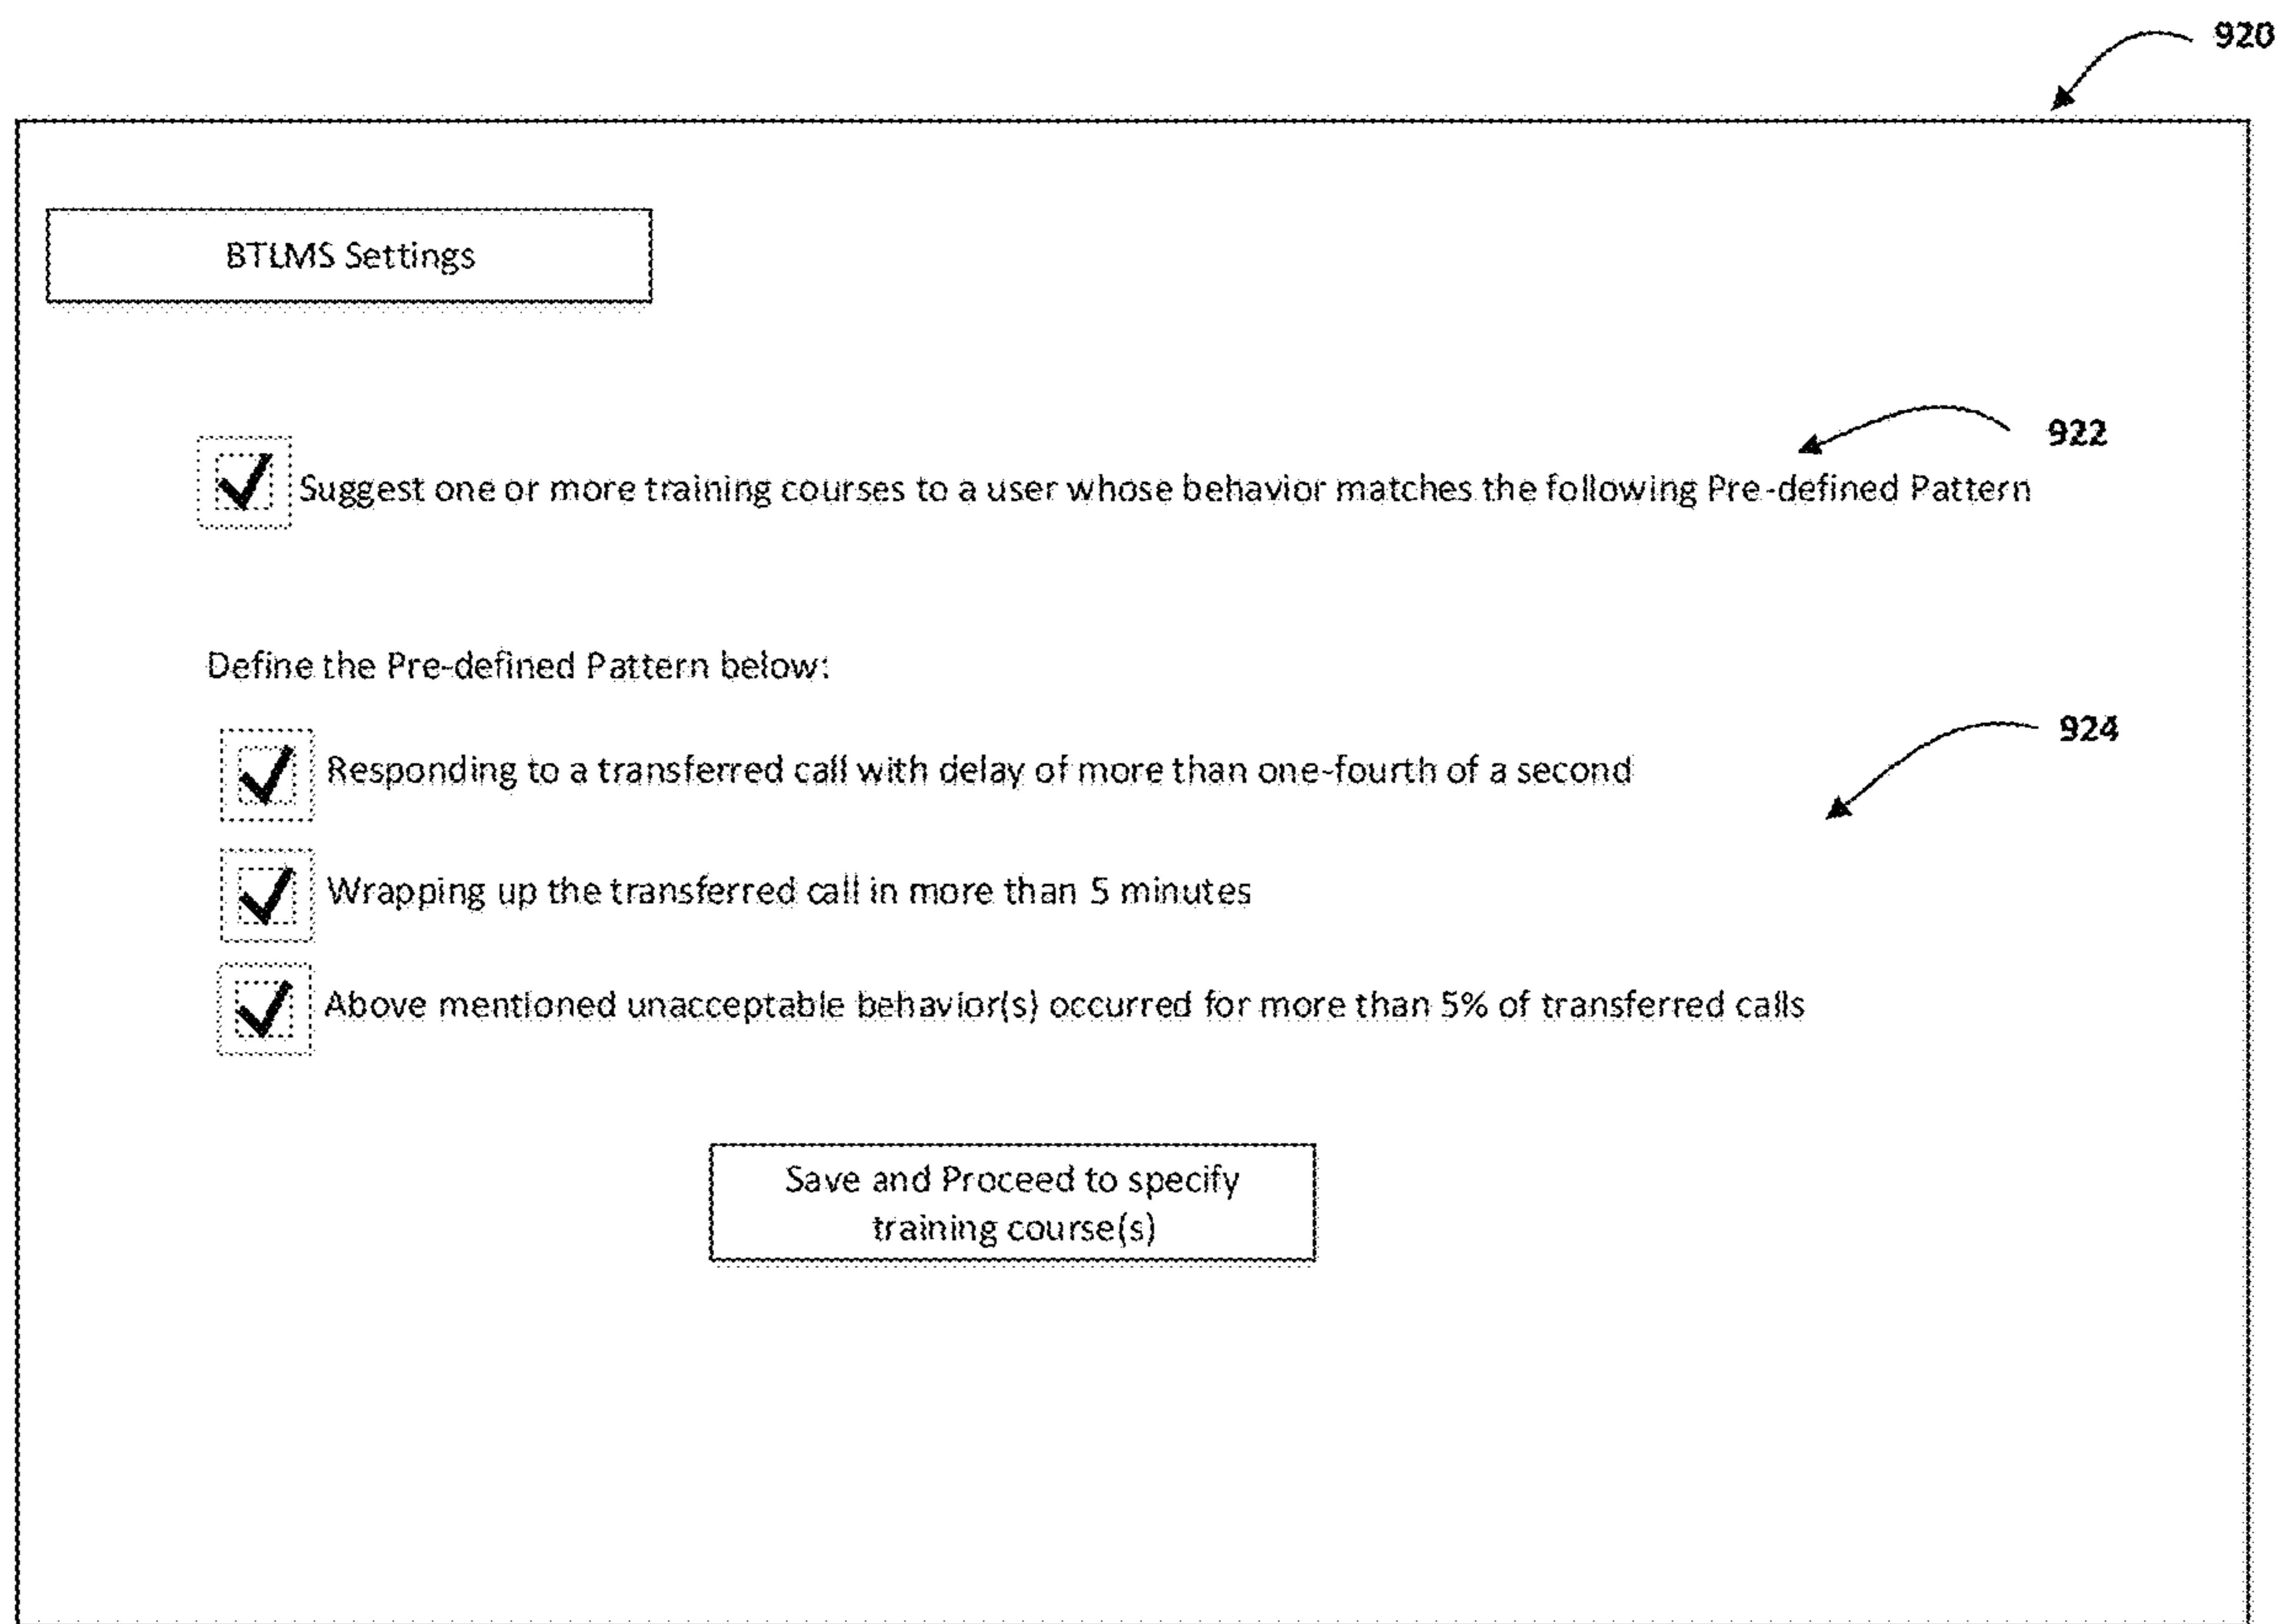 920
BTLMS Settings
922
Suggest one or more training courses to a user whose behavior matches the following Pre-defined Pattern
Define the Pre-defined Pattern below:
924
Responding to a transferred call with delay of more than one-fourth of a second
Wrapping up the transferred call in more than 5 minutes
Above mentioned unacceptable behavior(s) occurred for more than 5% of transferred calls
Save and Proceed to specify
training course(s)